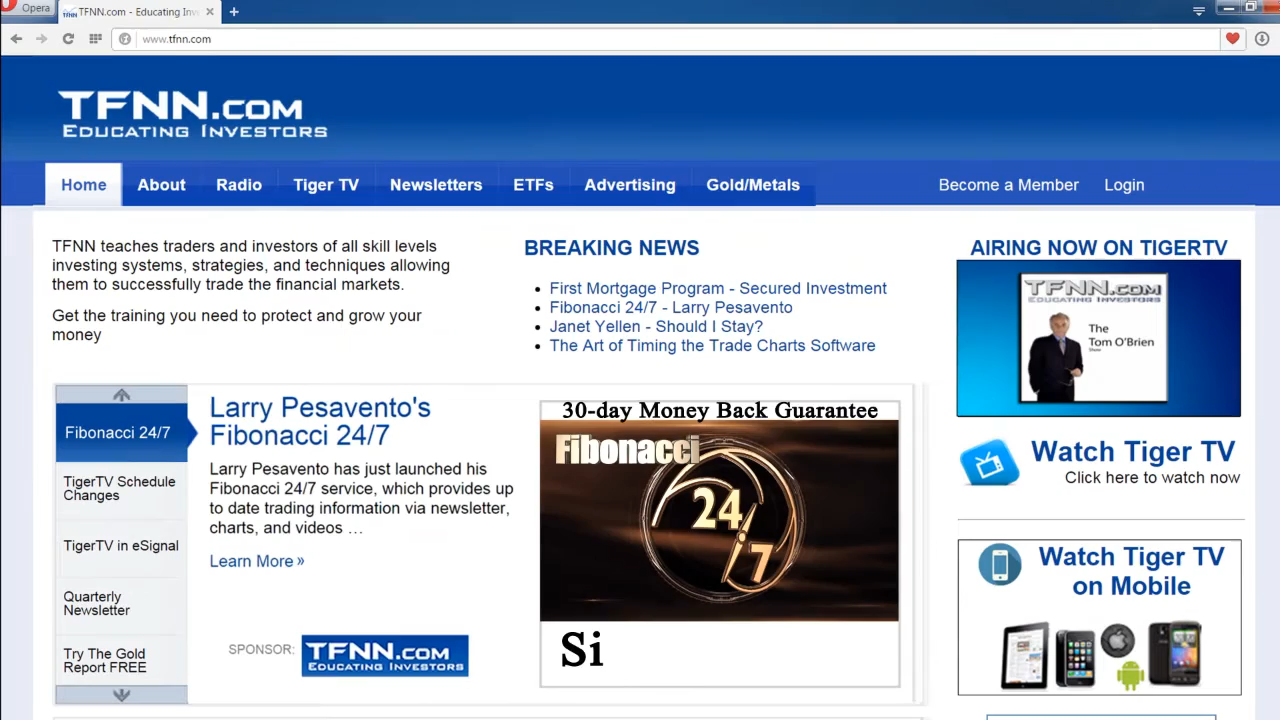 Opera
TFNN.com - Educating Inv
www.tfnn.com
TFNN.COM
EDUCATING INVESTORS
Home
About
Radio
Tiger TV
Newsletters
ETFs
Advertising
Gold/Metals
Become a Member
Login
TFNN teaches traders and investors of all skill levels
investing systems, strategies, and techniques allowing
them to successfully trade the financial markets.
Get the training you need to protect and grow your
money
BREAKING NEWS
First Mortgage Program - Secured Investment
Fibonacci 24/7 - Larry Pesavento
Janet Yellen - Should I Stay?
The Art of Timing the Trade Charts Software
AIRING NOW ON TIGERTV
TFNN.COM
EDUCATING INVESTORS
The
Tom O'Brien
Show
Watch Tiger TV
Click here to watch now
Fibonacci 24/7
TigerTV Schedule
Changes
TigerTV in eSignal
Quarterly
Newsletter
Try The Gold
Report FREE
Larry Pesavento's
Fibonacci 24/7
Larry Pesavento has just launched his
Fibonacci 24/7 service, which provides up
to date trading information via newsletter,
charts, and videos …
Learn More »
SPONSOR:
TFNN.COM
EDUCATING INVESTORS
30-day Money Back Guarantee
Fibonacci
24
7
Si
Watch Tiger TV
on Mobile